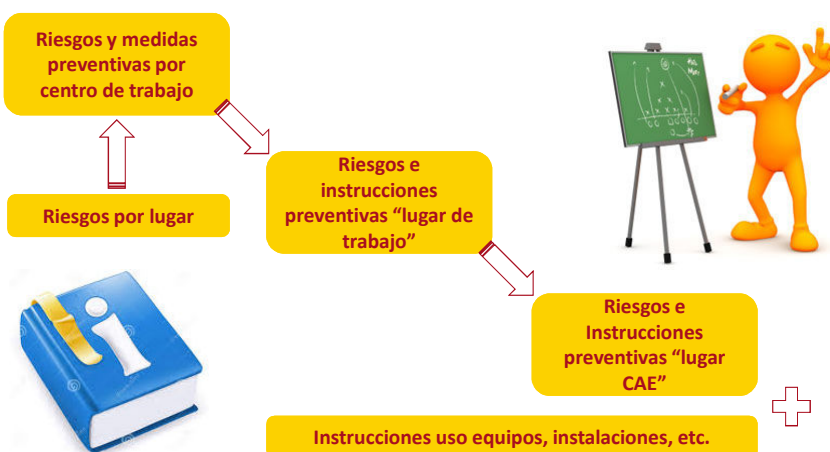 Riesgos y medidas
preventivas por
centro de trabajo
Riesgos por lugar
Riesgos e
instrucciones
preventivas “lugar de
trabajo”
Riesgos e
Instrucciones
preventivas “lugar
CAE”
Instrucciones uso equipos, instalaciones, etc.